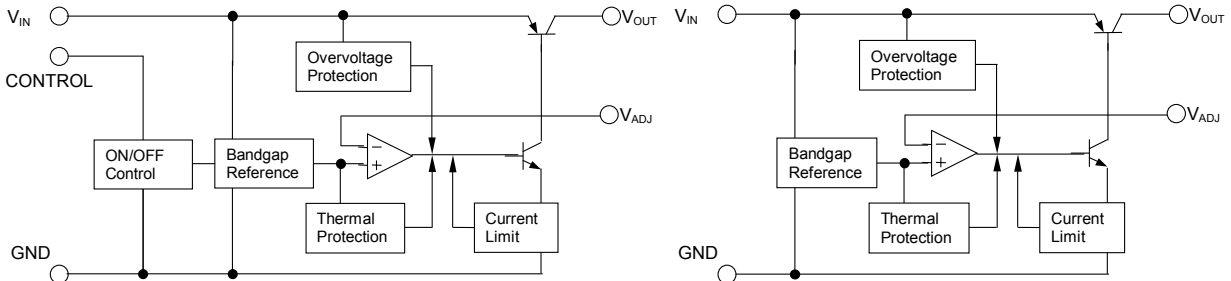 VIN
VOUT
CONTROL
Overvoltage
Protection
VADJ
ON/OFF
Control
Bandgap
Reference
−
+
Thermal
Protection
Current
Limit
GND
VIN
VOUT
Overvoltage
Protection
VADJ
Bandgap
Reference
−
+
Thermal
Protection
Current
Limit
GND